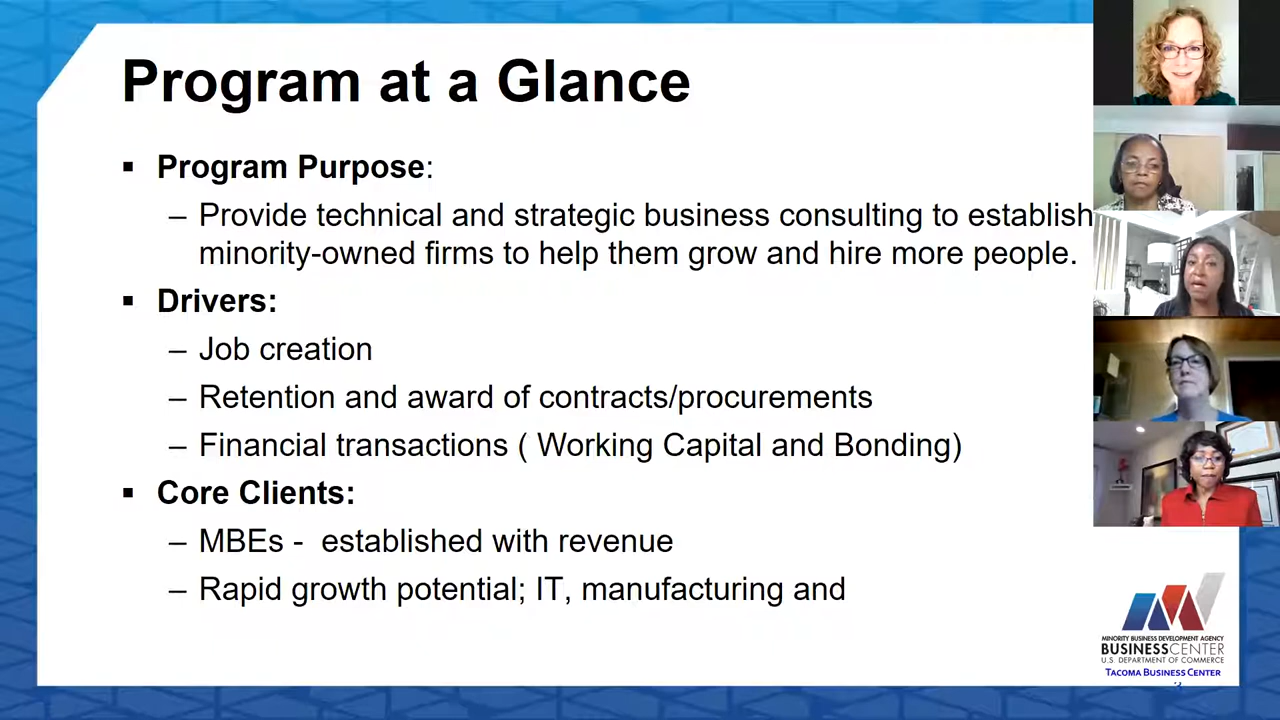 Program at a Glance
▪ Program Purpose:
– Provide technical and strategic business consulting to establish
minority-owned firms to help them grow and hire more people.
▪ Drivers:
– Job creation
– Retention and award of contracts/procurements
– Financial transactions ( Working Capital and Bonding)
▪ Core Clients:
– MBEs - established with revenue
– Rapid growth potential; IT, manufacturing and
MINORITY BUSINESS DEVELOPMENT AGENCY
BUSINESSCENTER
U.S. DEPARTMENT OF COMMERCE
TACOMA BUSINESS CENTER